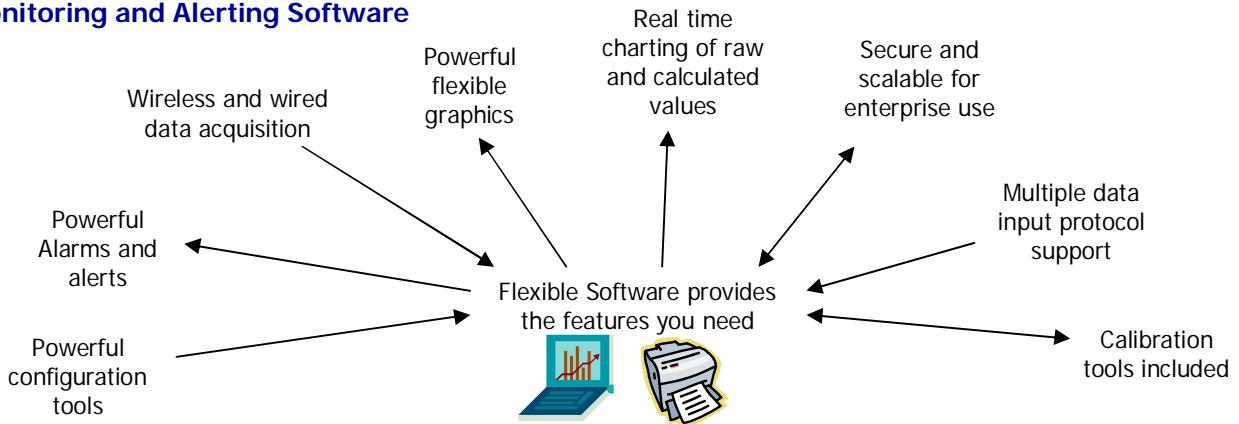 nitoring and Alerting Software
Real time
charting of raw
and calculated
values
Powerful
flexible
graphics
Secure and
scalable for
enterprise use
Wireless and wired
data acquisition
Multiple data
input protocol
support
Powerful
Alarms and
alerts
Flexible Software provides
the features you need
Powerful
configuration
tools
Calibration
tools included